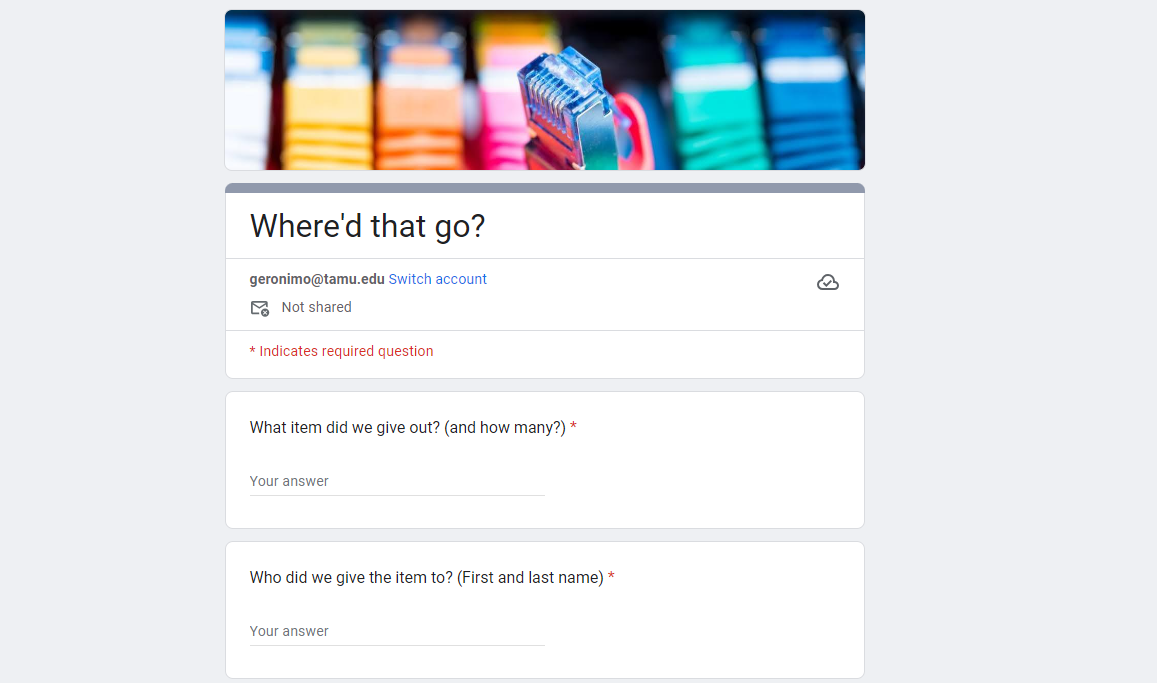 Where'd that go?
geronimo@tamu.edu Switch account
Not shared
* Indicates required question
What item did we give out? (and how many?) *
Your answer
Who did we give the item to? (First and last name) *
Your answer